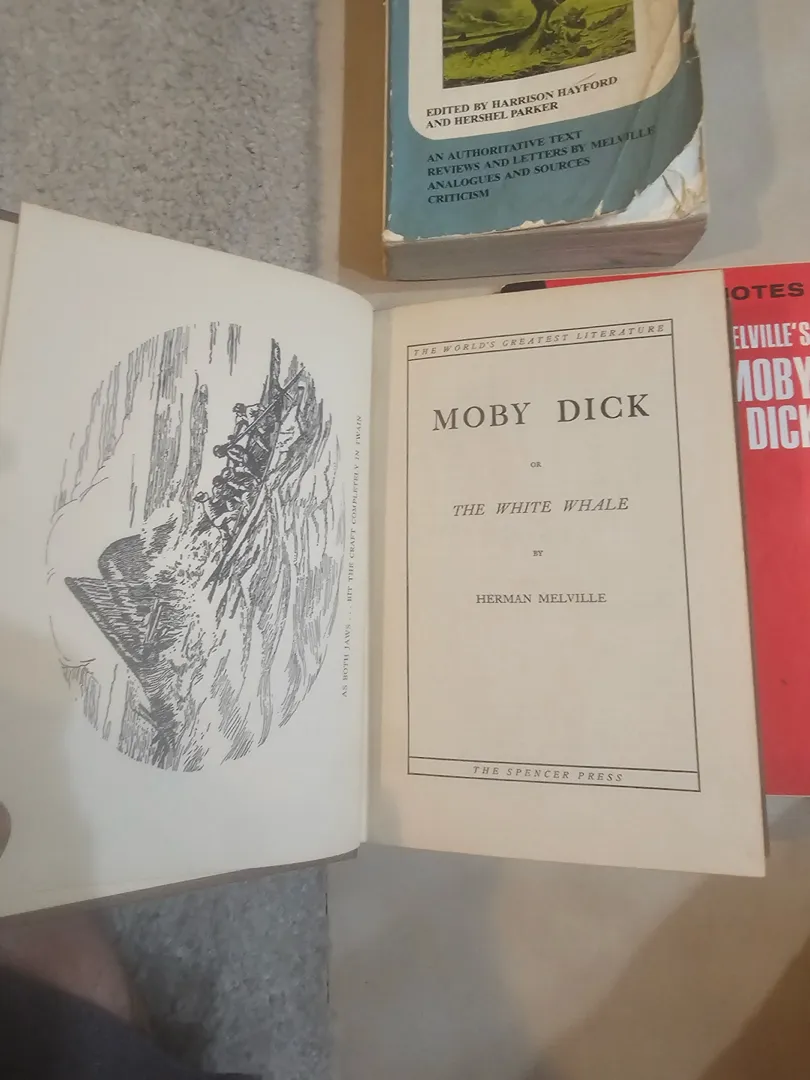 EDITED BY HARRISON HAYFORD
AND HERSHEL PARKER
AN AUTHORITATIVE TEXT
REVIEWS AND LETTERS BY MELVILLE
ANALOGUES AND SOURCES
CRITICISM
OTES
ELVILLE'S
MOBY
DICK
AS BOTH JAWS . . . BIT THE CRAFT COMPLETELY IN TWAIN
THE WORLD'S GREATEST LITERATURE
MOBY DICK
OR
THE WHITE WHALE
BY
HERMAN MELVILLE
THE SPENCER PRESS